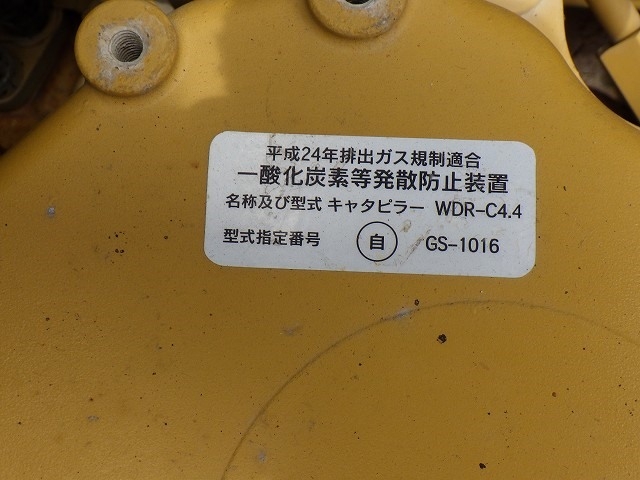 平成24年排出ガス規制適合
一酸化炭素等発散防止装置
名称及び型式 キャタピラー WDR-C4.4
型式指定番号 自 GS-1016